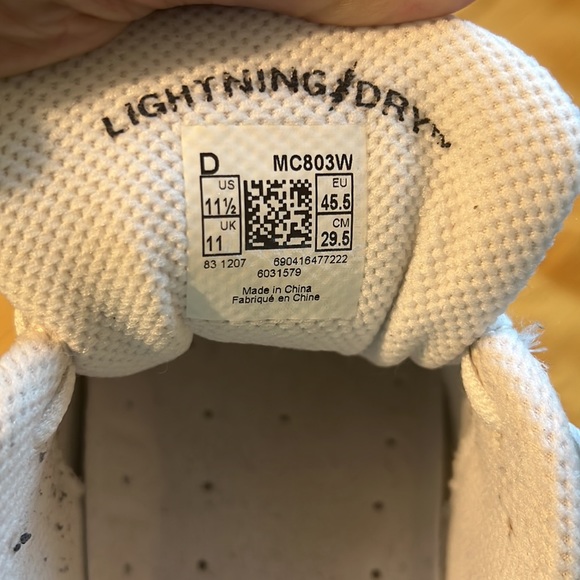 LIGHTNING DRY™
D MC803W
US EU
11½ 45.5
UK CM
11 29.5
83 1207 690416477222
6031579
Made in China
Fabriqué en Chine